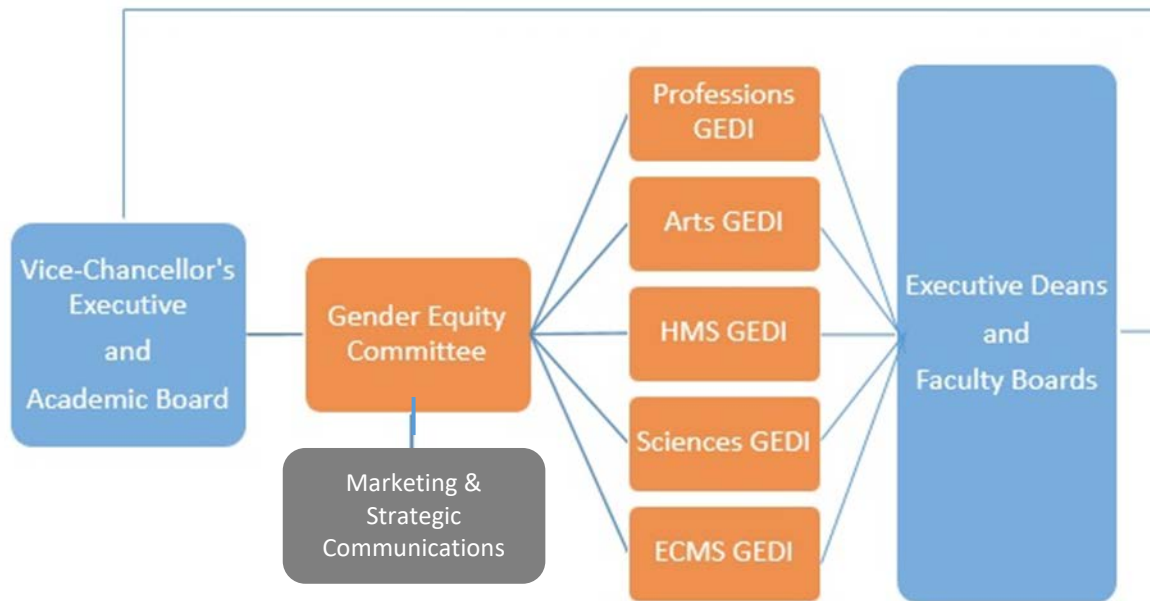 Vice-Chancellor's
Executive
and
Academic Board
Gender Equity
Committee
Marketing &
Strategic
Communications
Professions
GEDI
Arts GEDI
HMS GEDI
Sciences GEDI
ECMS GEDI
Executive Deans
and
Faculty Boards